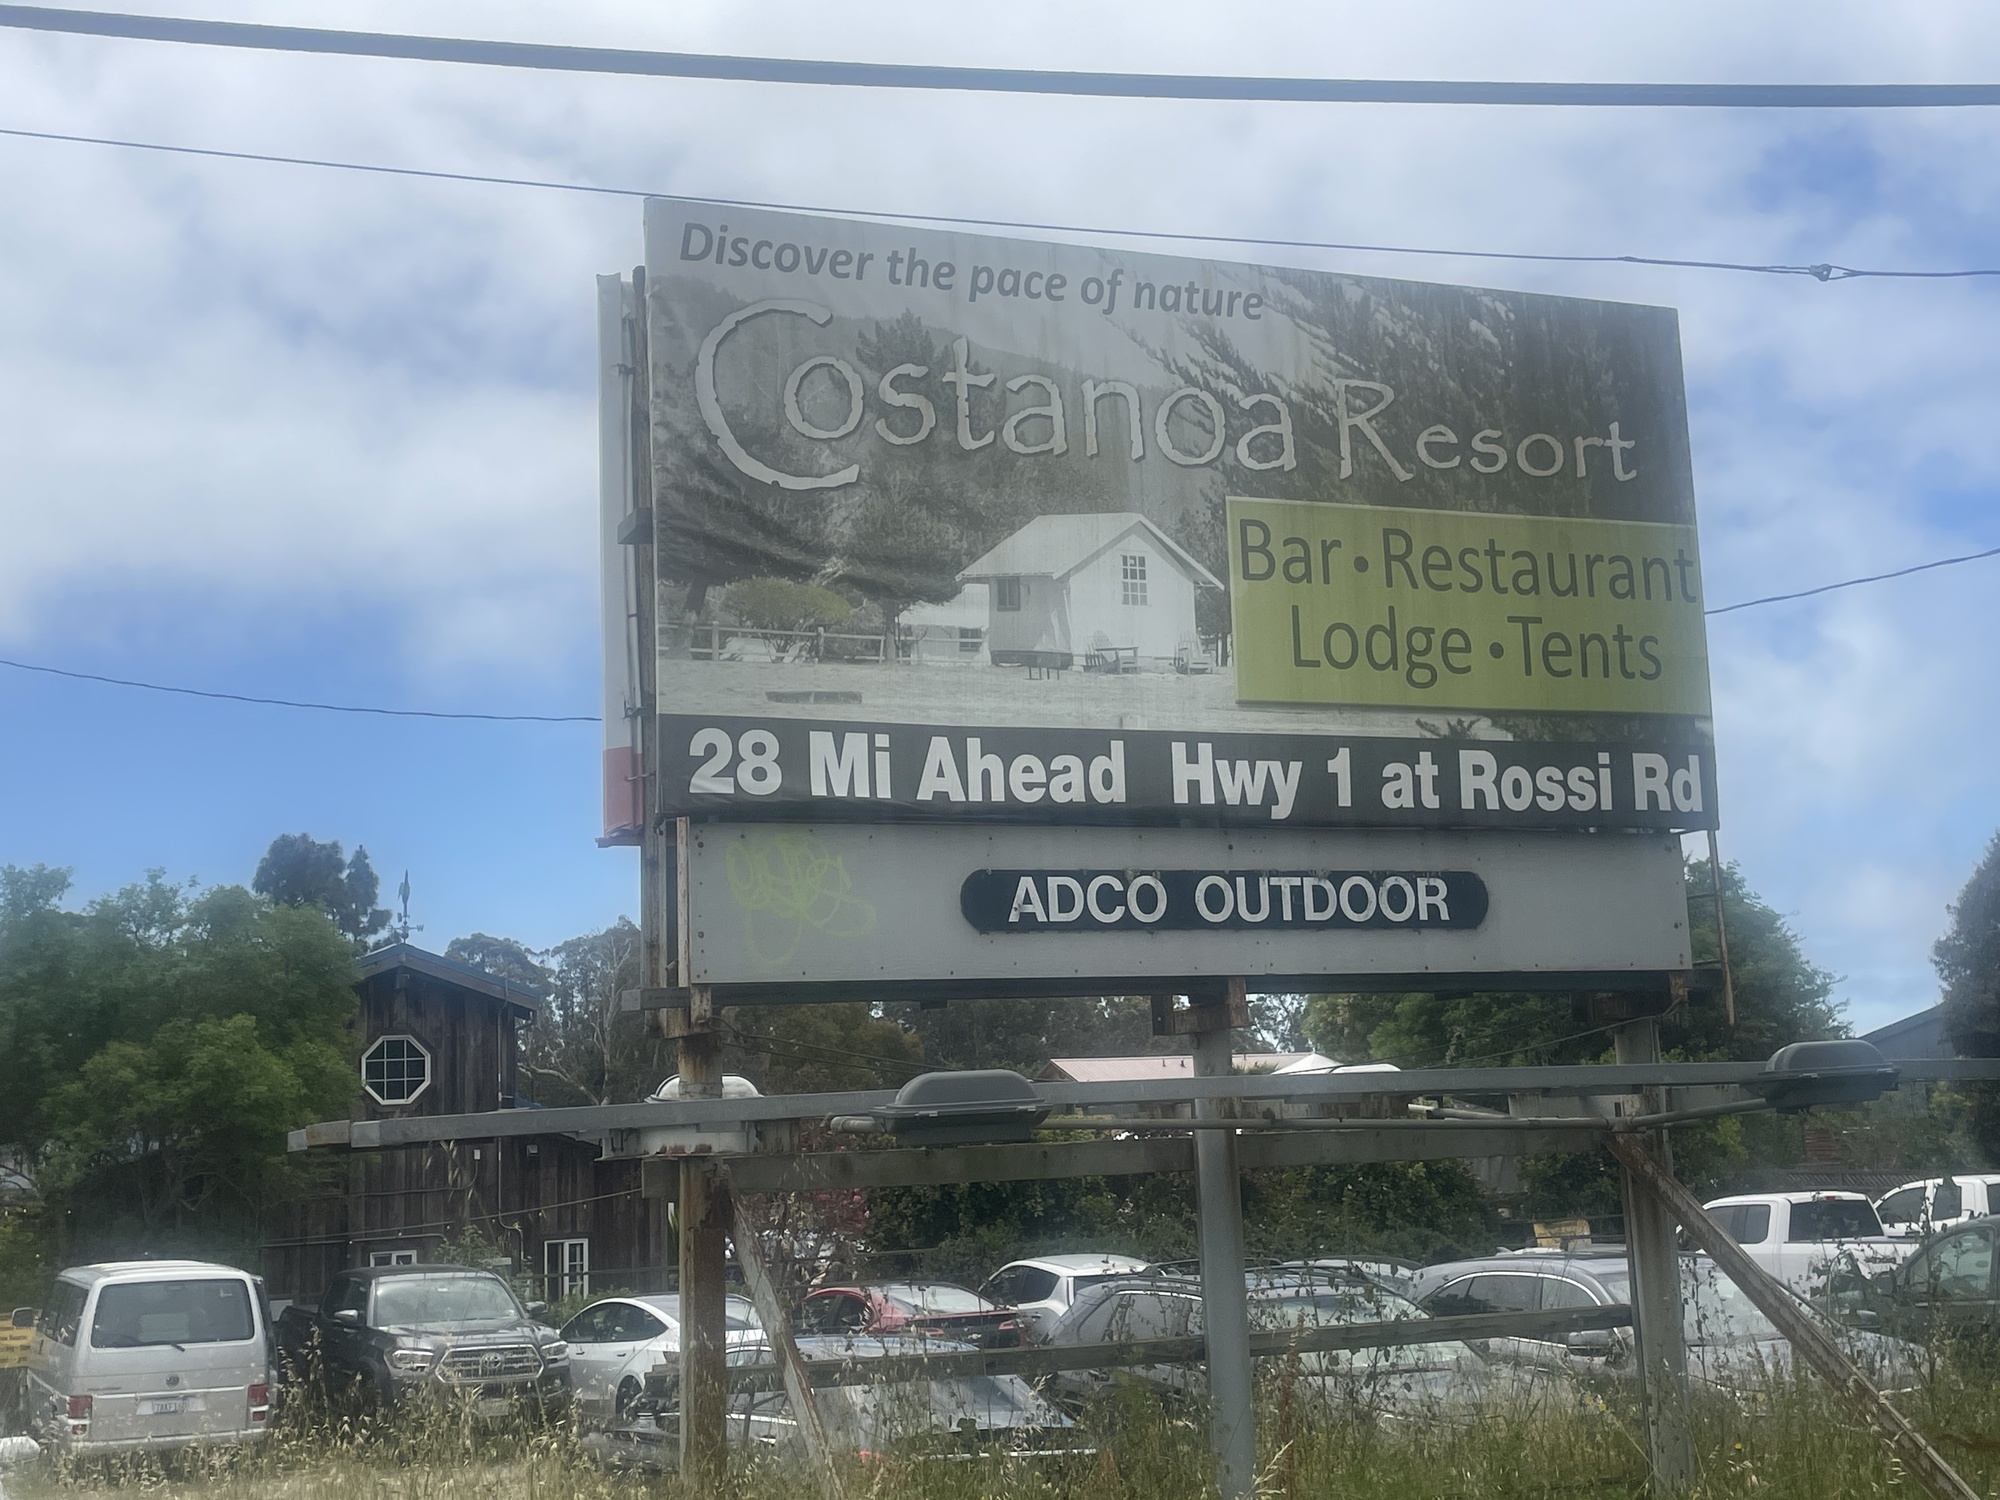 Discover the pace of nature
Costanoa Resort
Bar • Restaurant
Lodge • Tents
28 Mi Ahead Hwy 1 at Rossi Rd
ADCO OUTDOOR